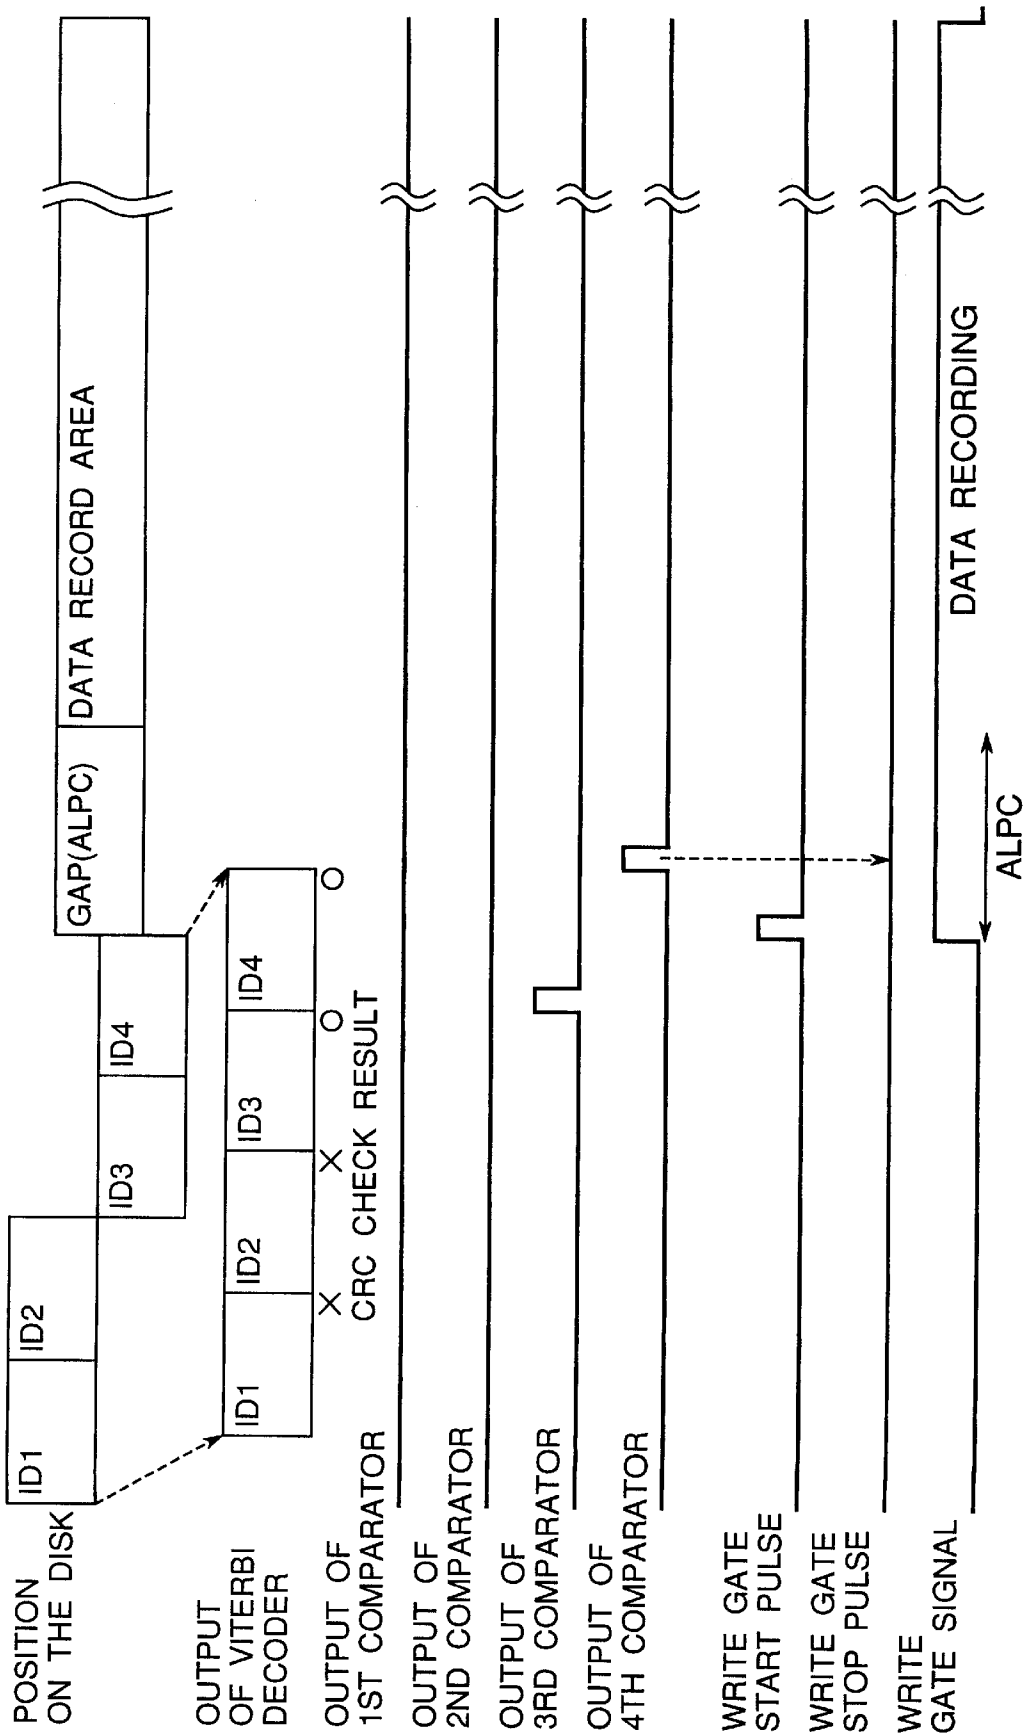 POSITION
ON THE DISK
ID1
ID2
ID3
ID4
GAP(ALPC)
DATA RECORD AREA
OUTPUT
OF VITERBI
DECODER
ID1
ID2
ID3
ID4
× × ○ ○
CRC CHECK RESULT
OUTPUT OF
1ST COMPARATOR
OUTPUT OF
2ND COMPARATOR
OUTPUT OF
3RD COMPARATOR
OUTPUT OF
4TH COMPARATOR
WRITE GATE
START PULSE
WRITE GATE
STOP PULSE
WRITE
GATE SIGNAL
DATA RECORDING
ALPC